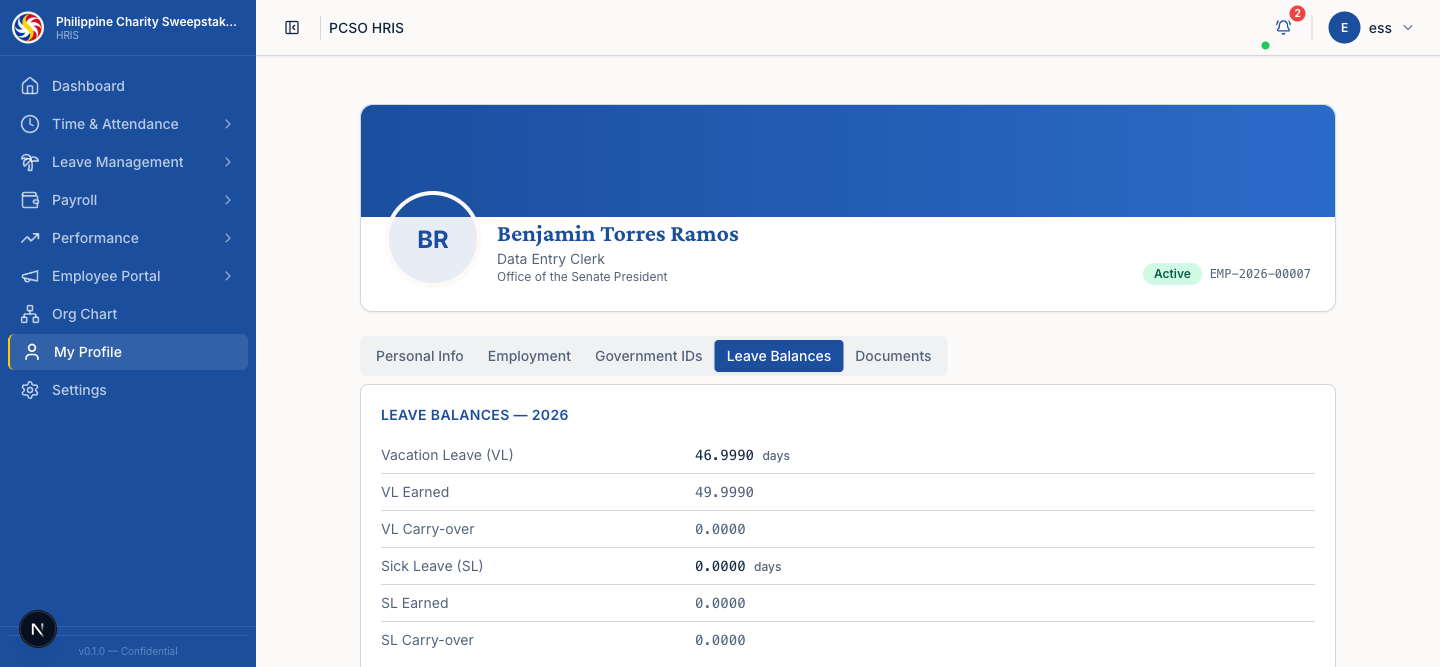 Philippine Charity Sweepstak...
HRIS
PCSO HRIS
2
E
ess
Dashboard
Time & Attendance
Leave Management
Payroll
Performance
Employee Portal
Org Chart
My Profile
Settings
N
v0.1.0 — Confidential
BR
Benjamin Torres Ramos
Data Entry Clerk
Office of the Senate President
Active EMP-2026-00007
Personal Info Employment Government IDs Leave Balances Documents
LEAVE BALANCES — 2026
Vacation Leave (VL) 46.9990 days
VL Earned 49.9990
VL Carry-over 0.0000
Sick Leave (SL) 0.0000 days
SL Earned 0.0000
SL Carry-over 0.0000